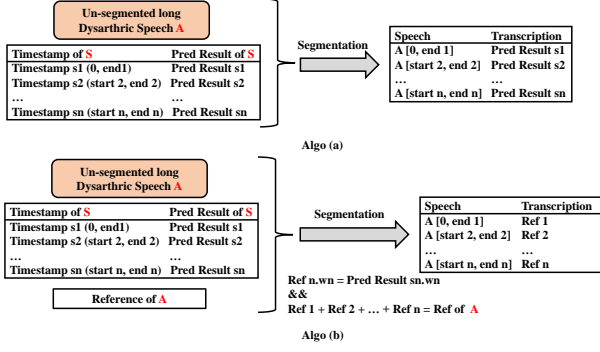 Un-segmented long
Dysarthric Speech A
Timestamp of S Pred Result of S
Timestamp s1 (0, end1) Pred Result s1
Timestamp s2 (start 2, end 2) Pred Result s2
... ...
Timestamp sn (start n, end n) Pred Result sn
Segmentation
Speech Transcription
A [0, end 1] Pred Result s1
A [start 2, end 2] Pred Result s2
... ...
A [start n, end n] Pred Result sn
Algo (a)
Un-segmented long
Dysarthric Speech A
Timestamp of S Pred Result of S
Timestamp s1 (0, end1) Pred Result s1
Timestamp s2 (start 2, end 2) Pred Result s2
... ...
Timestamp sn (start n, end n) Pred Result sn
Reference of A
Segmentation
Speech Transcription
A [0, end 1] Ref 1
A [start 2, end 2] Ref 2
... ...
A [start n, end n] Ref n
Ref n.wn = Pred Result sn.wn
&&
Ref 1 + Ref 2 + ... + Ref n = Ref of A
Algo (b)